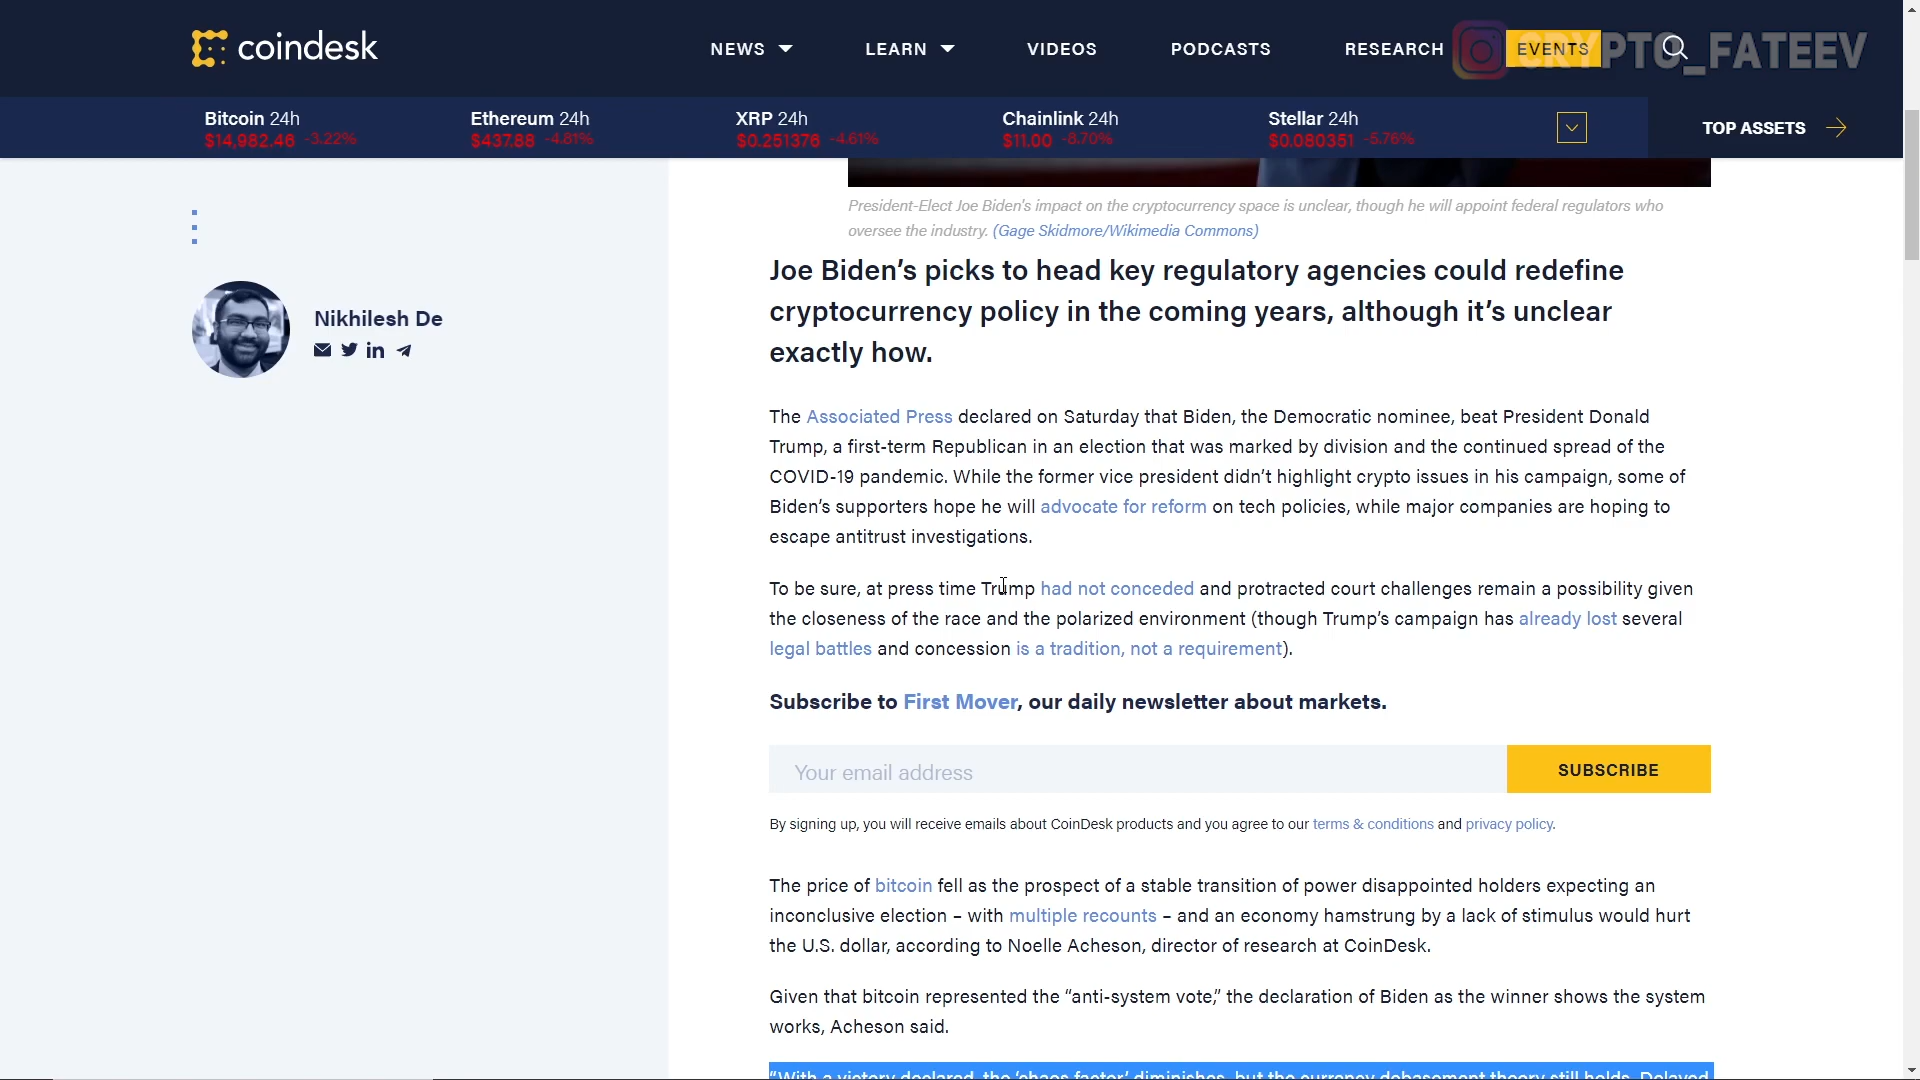 coindesk
NEWS
LEARN
VIDEOS
PODCASTS
RESEARCH
EVENTS
CRYPTO_FATEEV
Bitcoin 24h
$14,982.46 -3.22%
Ethereum 24h
$437.88 -4.81%
XRP 24h
$0.251376 -4.61%
Chainlink 24h
$11.00 -8.70%
Stellar 24h
$0.080351 -5.76%
TOP ASSETS
President-Elect Joe Biden's impact on the cryptocurrency space is unclear, though he will appoint federal regulators who
oversee the industry. (Gage Skidmore/Wikimedia Commons)
Nikhilesh De
Joe Biden’s picks to head key regulatory agencies could redefine
cryptocurrency policy in the coming years, although it’s unclear
exactly how.
The Associated Press declared on Saturday that Biden, the Democratic nominee, beat President Donald
Trump, a first-term Republican in an election that was marked by division and the continued spread of the
COVID-19 pandemic. While the former vice president didn’t highlight crypto issues in his campaign, some of
Biden’s supporters hope he will advocate for reform on tech policies, while major companies are hoping to
escape antitrust investigations.
To be sure, at press time Trump had not conceded and protracted court challenges remain a possibility given
the closeness of the race and the polarized environment (though Trump’s campaign has already lost several
legal battles and concession is a tradition, not a requirement).
Subscribe to First Mover, our daily newsletter about markets.
Your email address
SUBSCRIBE
By signing up, you will receive emails about CoinDesk products and you agree to our terms & conditions and privacy policy.
The price of bitcoin fell as the prospect of a stable transition of power disappointed holders expecting an
inconclusive election – with multiple recounts – and an economy hamstrung by a lack of stimulus would hurt
the U.S. dollar, according to Noelle Acheson, director of research at CoinDesk.
Given that bitcoin represented the “anti-system vote,” the declaration of Biden as the winner shows the system
works, Acheson said.
“With a victory declared, the ‘chaos factor’ diminishes, but the currency debasement theory still holds. Delayed